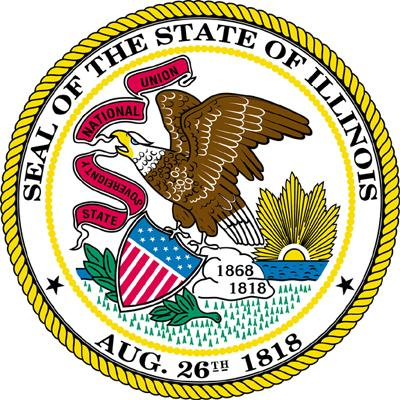 SEAL OF THE STATE OF ILLINOIS
STATE
SOVEREIGNTY
NATIONAL
UNION
1868
1818
AUG. 26TH 1818